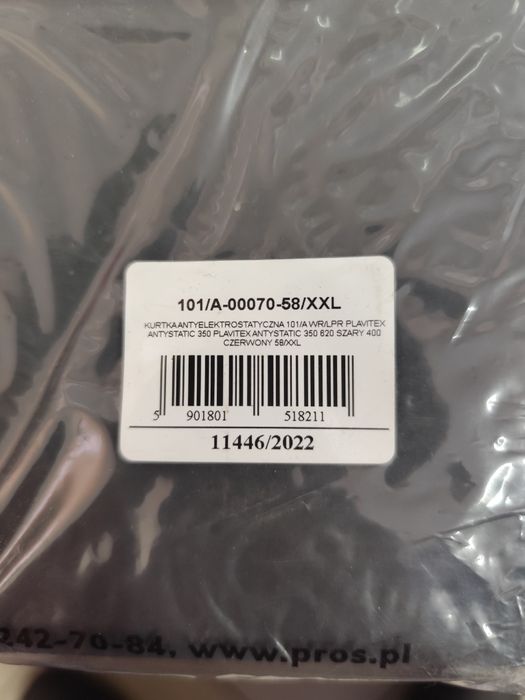 101/A-00070-58/XXL
KURTKA ANTYELEKTROSTATYCZNA 101/A WR/LPR PLAVITEX
ANTYSTATIC 350 PLAVITEX ANTYSTATIC 350 620 SZARY 400
CZERWONY 58/XXL
5 901801 518211
11446/2022
242-70-84, www.pros.pl